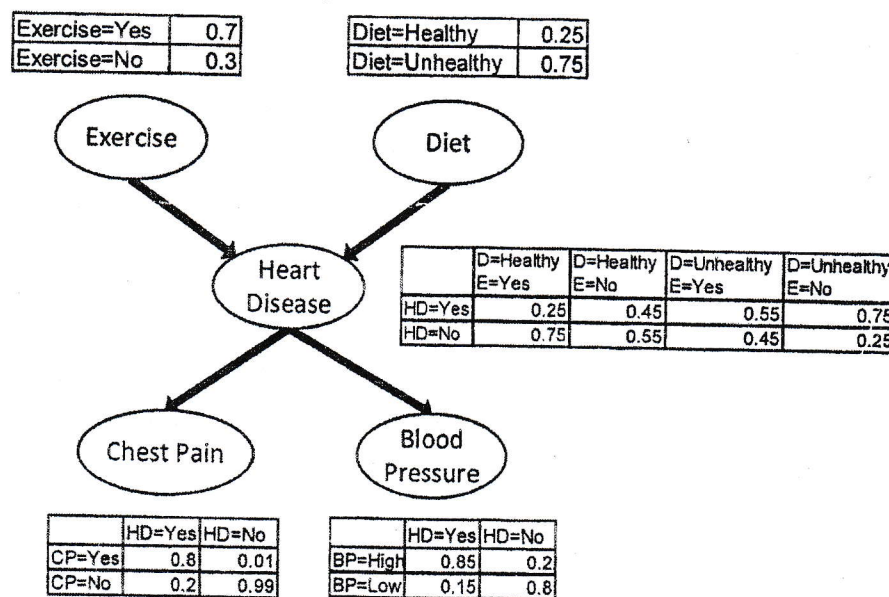 Exercise=Yes 0.7
Exercise=No 0.3
Diet=Healthy 0.25
Diet=Unhealthy 0.75
Exercise
Diet
Heart
Disease
D=Healthy E=Yes D=Healthy E=No D=Unhealthy E=Yes D=Unhealthy E=No
HD=Yes 0.25 0.45 0.55 0.75
HD=No 0.75 0.55 0.45 0.25
Chest Pain
Blood
Pressure
HD=Yes HD=No
CP=Yes 0.8 0.01
CP=No 0.2 0.99
HD=Yes HD=No
BP=High 0.85 0.2
BP=Low 0.15 0.8